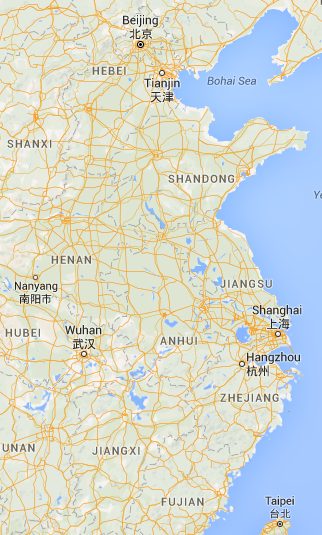 Beijing
北京
HEBEI
Tianjin
天津
Bohai Sea
SHANXI
SHANDONG
HENAN
Nanyang
南阳市
JIANGSU
Shanghai
上海
HUBEI
Wuhan
武汉
ANHUI
Hangzhou
杭州
ZHEJIANG
UNAN
JIANGXI
FUJIAN
Taipei
台北